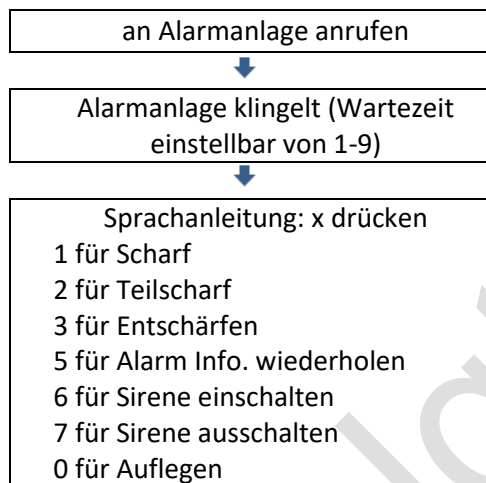 an Alarmanlage anrufen
Alarmanlage klingelt (Wartezeit
einstellbar von 1-9)
Sprachanleitung: x drücken
1 für Scharf
2 für Teilscharf
3 für Entschärfen
5 für Alarm Info. wiederholen
6 für Sirene einschalten
7 für Sirene ausschalten
0 für Auflegen